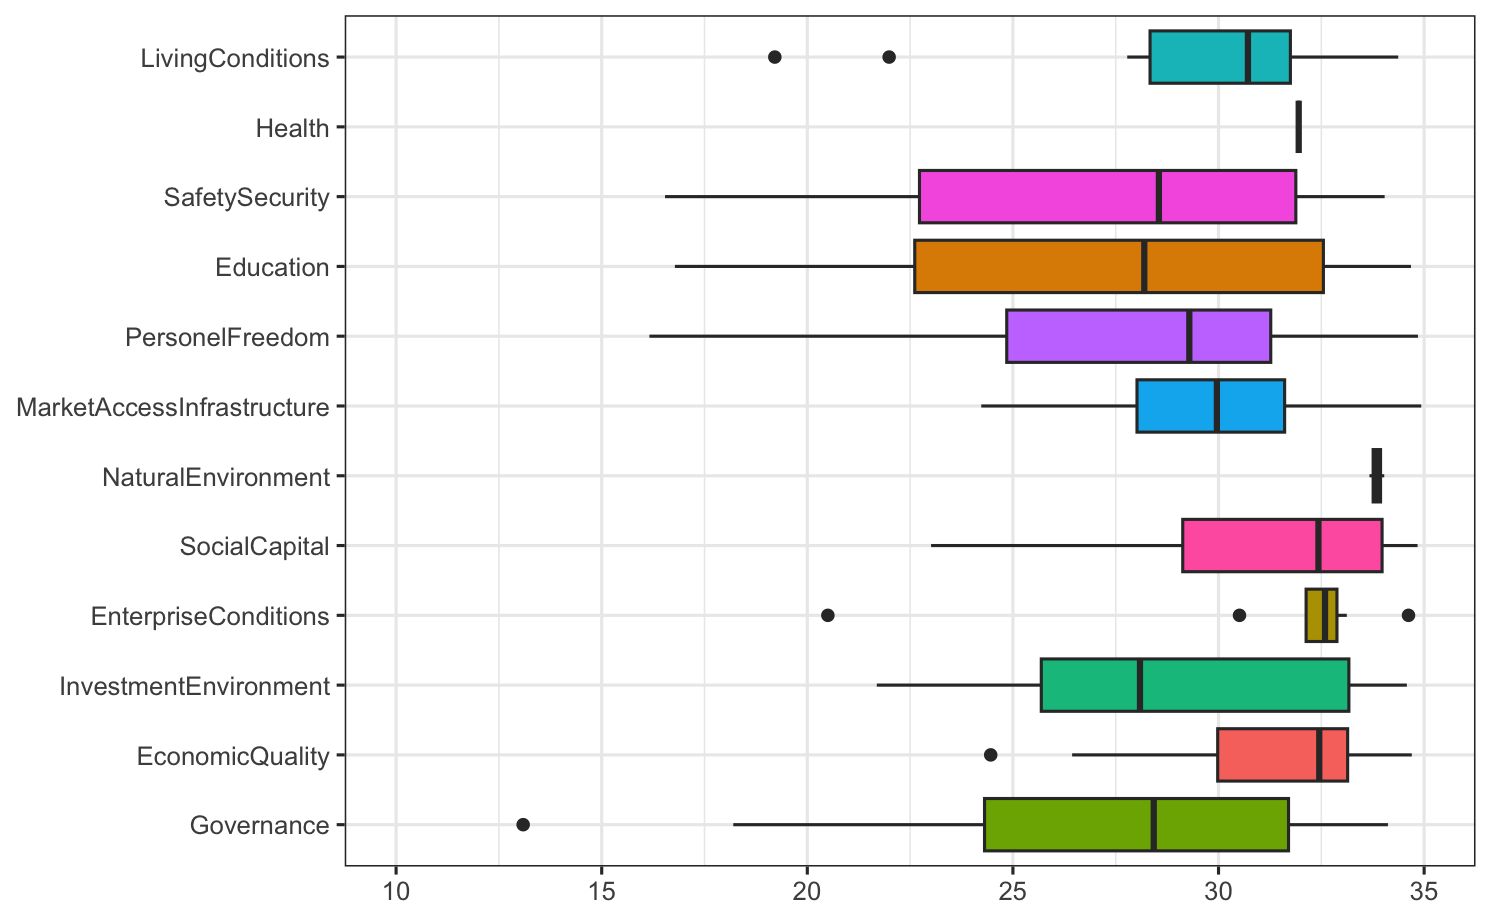 LivingConditions
Health
SafetySecurity
Education
PersonelFreedom
MarketAccessInfrastructure
NaturalEnvironment
SocialCapital
EnterpriseConditions
InvestmentEnvironment
EconomicQuality
Governance
10 15 20 25 30 35